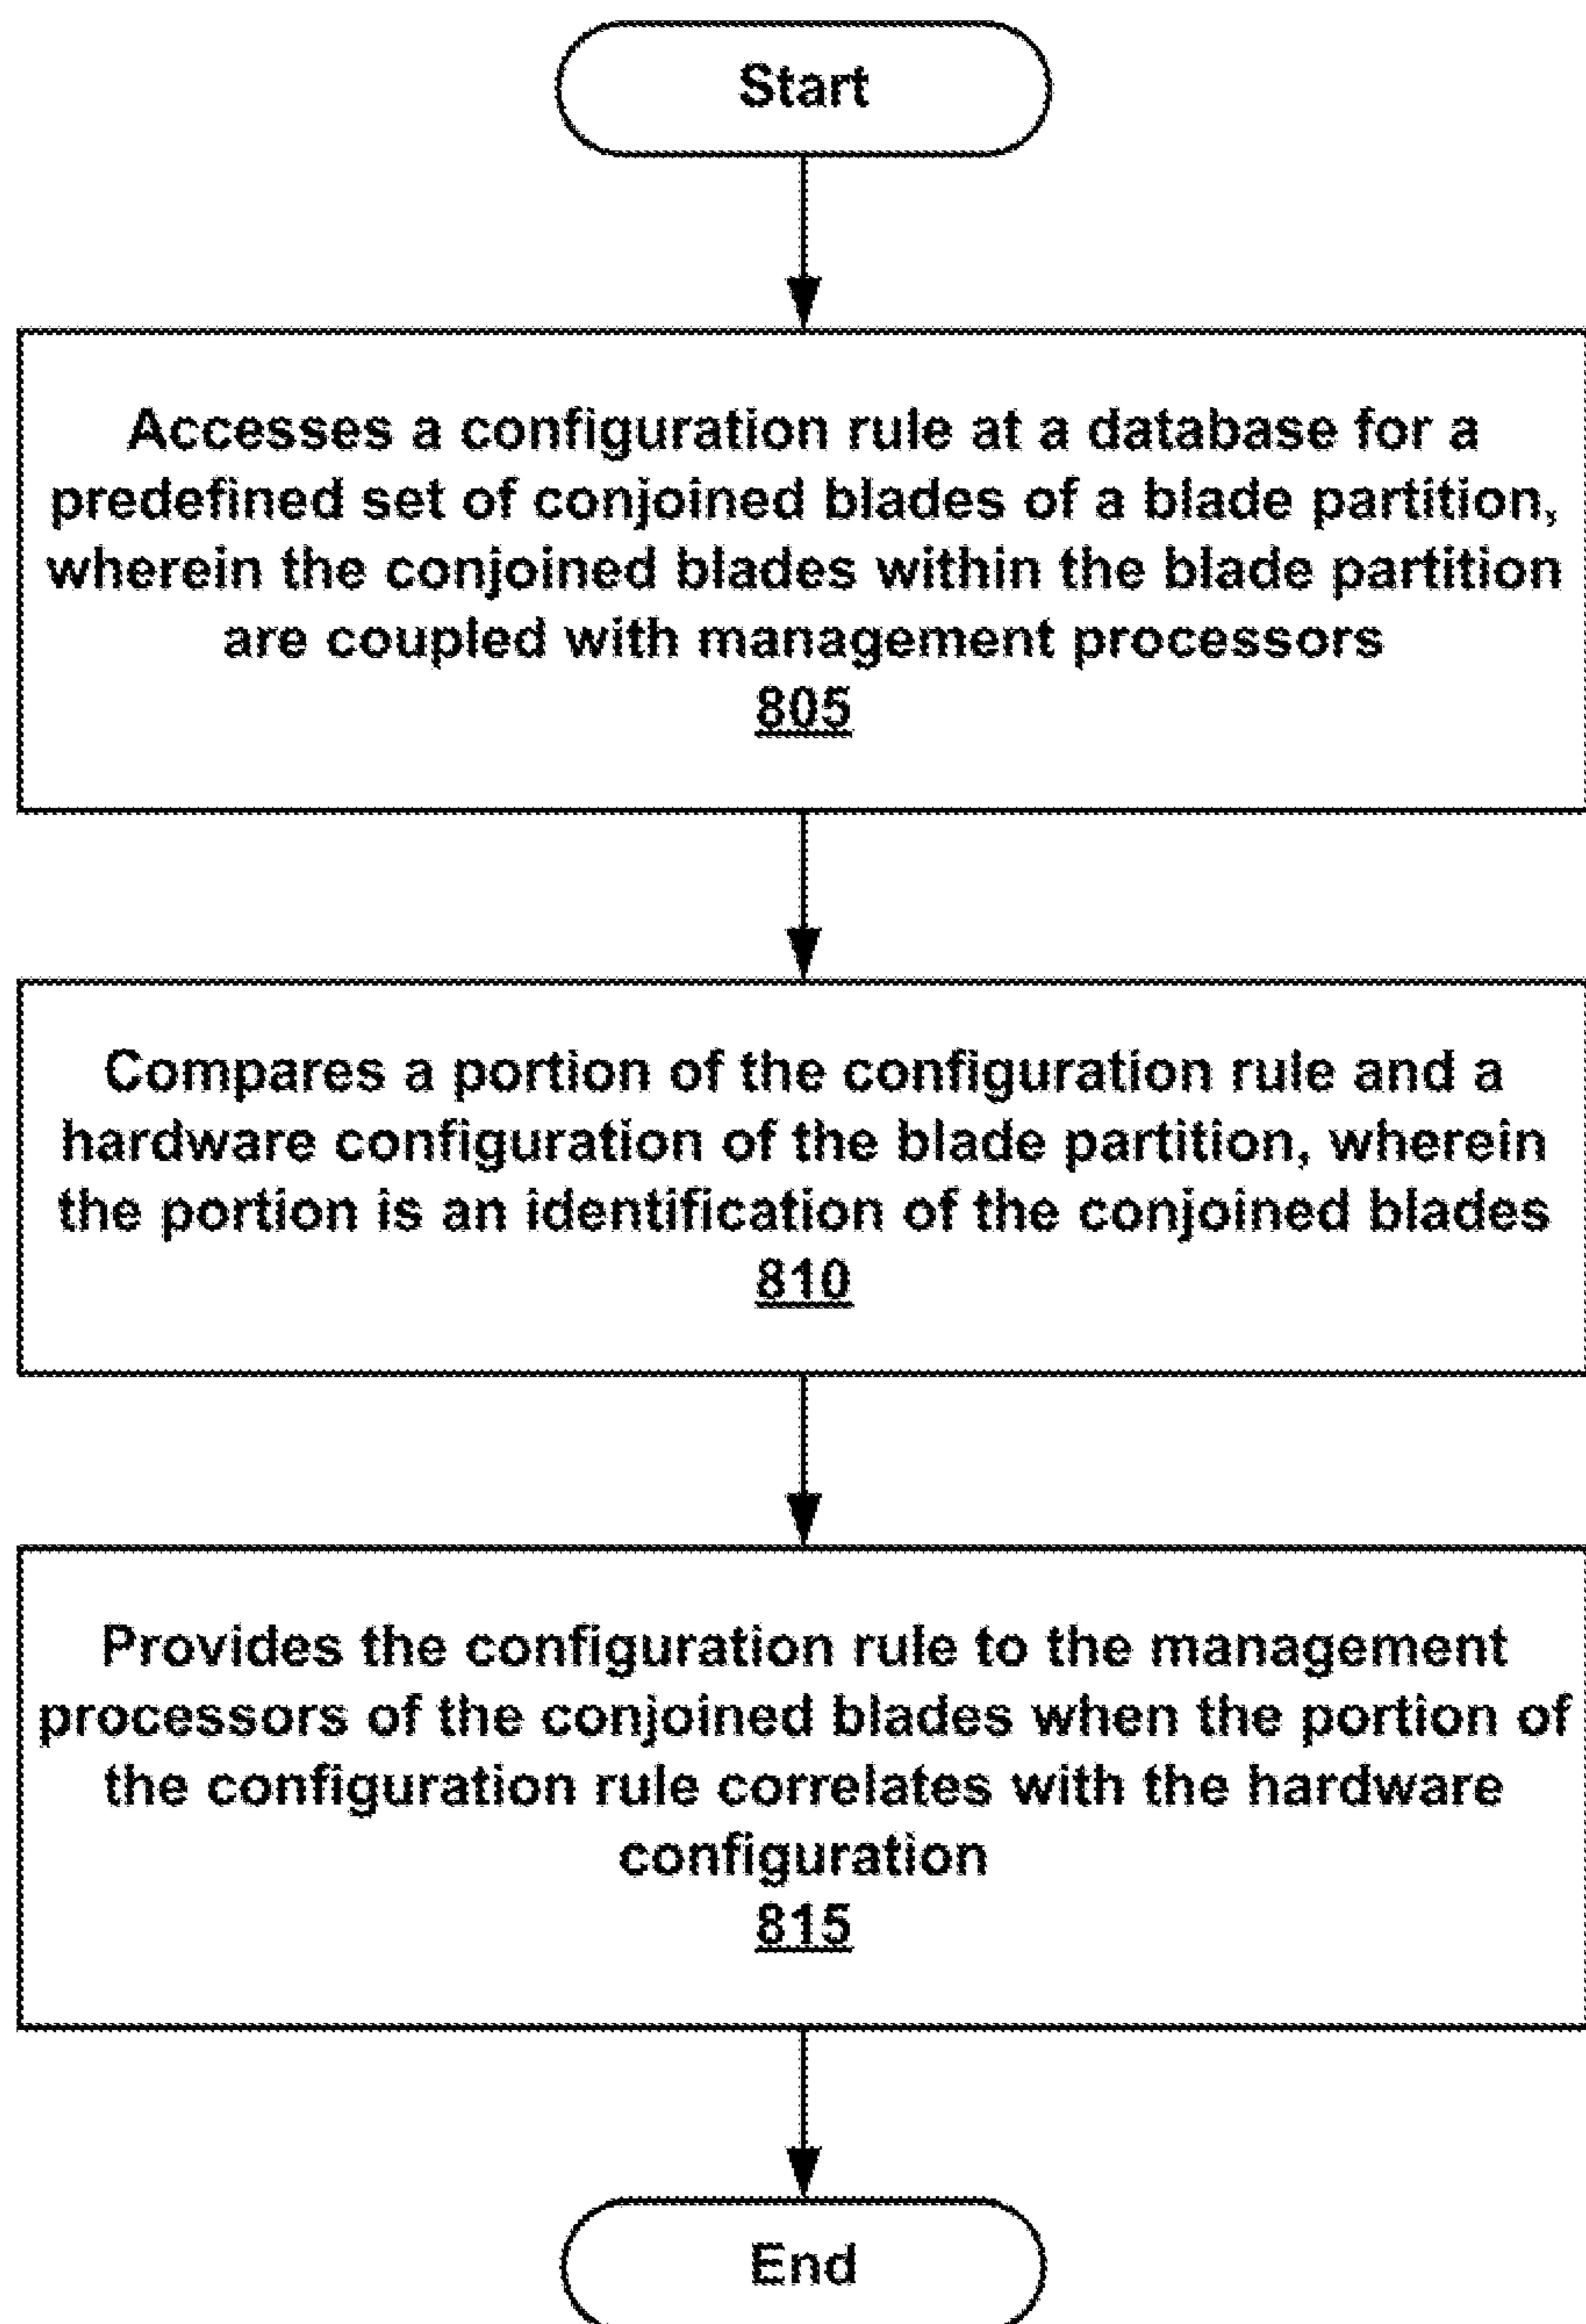 Start
Accesses a configuration rule at a database for a
predefined set of conjoined blades of a blade partition,
wherein the conjoined blades within the blade partition
are coupled with management processors
805
Compares a portion of the configuration rule and a
hardware configuration of the blade partition, wherein
the portion is an identification of the conjoined blades
810
Provides the configuration rule to the management
processors of the conjoined blades when the portion of
the configuration rule correlates with the hardware
configuration
815
End